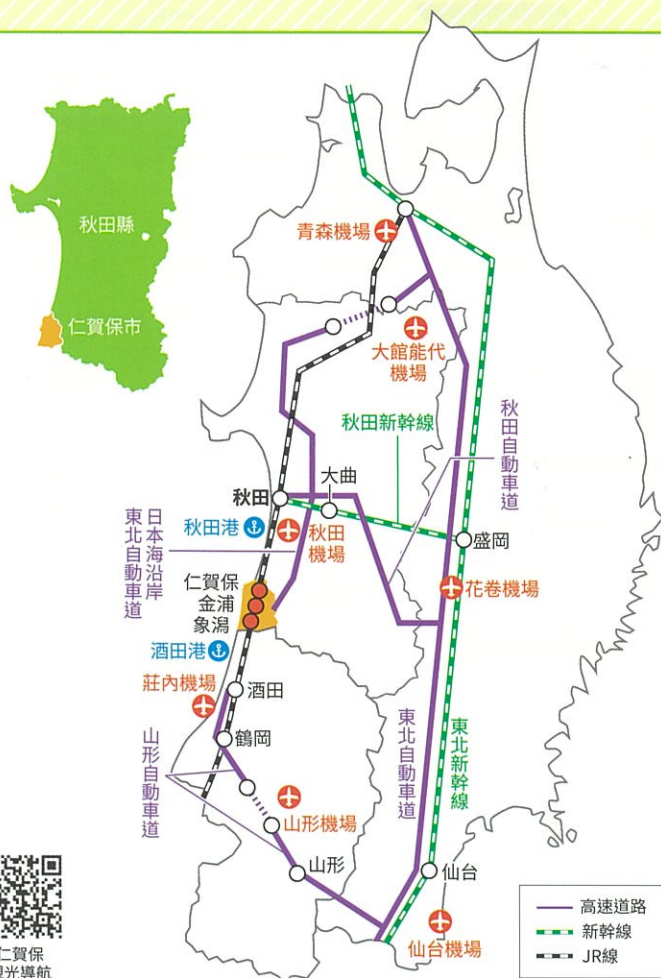 秋田縣
仁賀保市
青森機場
大館能代
機場
秋田新幹線
秋田自動車道
大曲
秋田
秋田港
秋田
機場
日本海沿岸
東北自動車道
盛岡
仁賀保
金浦
象潟
花卷機場
酒田港
莊內機場
酒田
鶴岡
山形自動車道
東北自動車道
東北新幹線
山形機場
山形
仙台
仙台機場
仁賀保
觀光導航
高速道路
新幹線
JR線